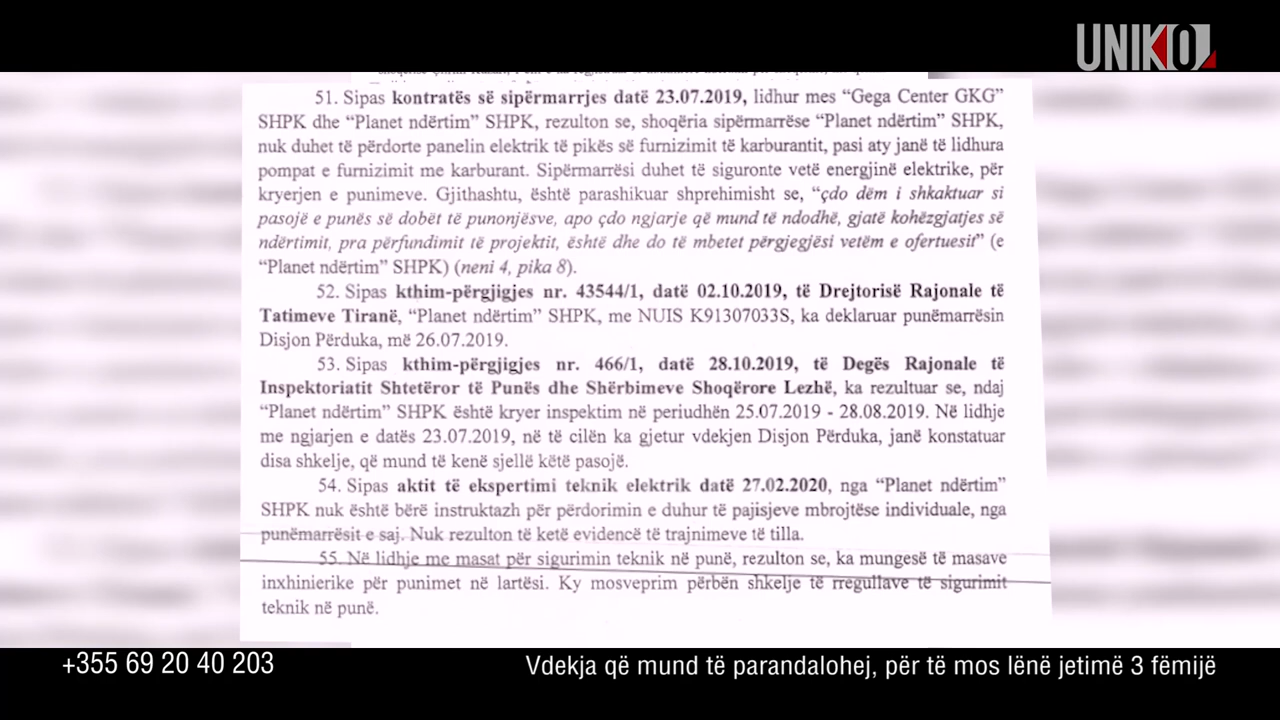 UNIKO
51. Sipas kontratës së sipërmarrjes datë 23.07.2019, lidhur mes “Gega Center GKG”
SHPK dhe “Planet ndërtim” SHPK, rezulton se, shoqëria sipërmarrëse “Planet ndërtim” SHPK,
nuk duhet të përdorte panelin elektrik të pikës së furnizimit të karburantit, pasi aty janë të lidhura
pompat e furnizimit me karburant. Sipërmarrësi duhet të siguronte vetë energjinë elektrike, për
kryerjen e punimeve. Gjithashtu, është parashikuar shprehimisht se, “çdo dëm i shkaktuar si
pasojë e punës së dobët të punonjësve, apo çdo ngjarje që mund të ndodhë, gjatë kohëzgjatjes së
ndërtimit, pra përfundimit të projektit, është dhe do të mbetet përgjegjësi vetëm e ofertuesit” (e
“Planet ndërtim” SHPK) (neni 4, pika 8).
52. Sipas kthim-përgjigjes nr. 43544/1, datë 02.10.2019, të Drejtorisë Rajonale të
Tatimeve Tiranë, “Planet ndërtim” SHPK, me NUIS K91307033S, ka deklaruar punëmarrësin
Disjon Përduka, më 26.07.2019.
53. Sipas kthim-përgjigjes nr. 466/1, datë 28.10.2019, të Degës Rajonale të
Inspektoriatit Shtetëror të Punës dhe Shërbimeve Shoqërore Lezhë, ka rezultuar se, ndaj
“Planet ndërtim” SHPK është kryer inspektim në periudhën 25.07.2019 - 28.08.2019. Në lidhje
me ngjarjen e datës 23.07.2019, në të cilën ka gjetur vdekjen Disjon Përduka, janë konstatuar
disa shkelje, që mund të kenë sjellë këtë pasojë.
54. Sipas aktit të ekspertimi teknik elektrik datë 27.02.2020, nga “Planet ndërtim”
SHPK nuk është bërë instruktazh për përdorimin e duhur të pajisjeve mbrojtëse individuale, nga
punëmarrësit e saj. Nuk rezulton të ketë evidencë të trajnimeve të tilla.
55. Në lidhje me masat për sigurimin teknik në punë, rezulton se, ka mungesë të masave
inxhinierike për punimet në lartësi. Ky mosveprim përbën shkelje të rregullave të sigurimit
teknik në punë.
+355 69 20 40 203
Vdekja që mund të parandalohej, për të mos lënë jetimë 3 fëmijë